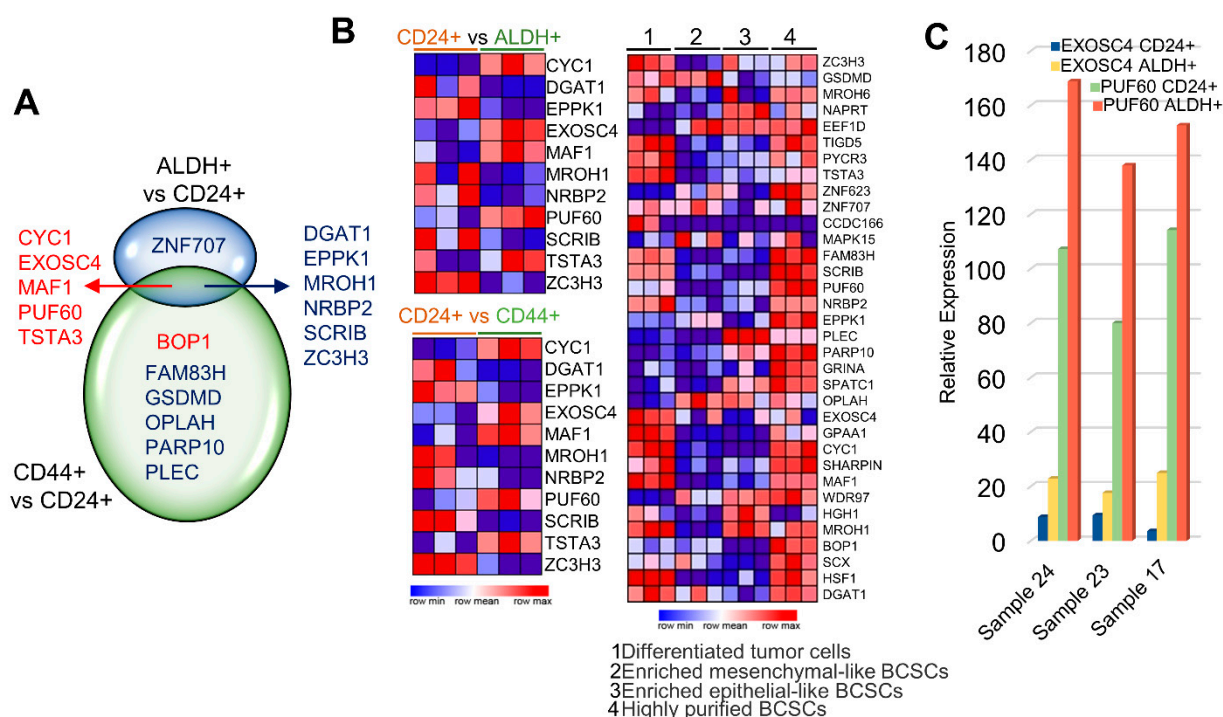 A
ALDH+
vs CD24+
ZNF707
CYC1
EXOSC4
MAF1
PUF60
TSTA3
DGAT1
EPPK1
MROH1
NRBP2
SCRIB
ZC3H3
BOP1
FAM83H
GSDMD
OPLAH
PARP10
PLEC
CD44+
vs CD24+
B
CD24+ vs ALDH+
CYC1
DGAT1
EPPK1
EXOSC4
MAF1
MROH1
NRBP2
PUF60
SCRIB
TSTA3
ZC3H3
CD24+ vs CD44+
CYC1
DGAT1
EPPK1
EXOSC4
MAF1
MROH1
NRBP2
PUF60
SCRIB
TSTA3
ZC3H3
row min row mean row max
1 2 3 4
ZC3H3
GSDMD
MROH6
NAPRT
EEF1D
TIGD5
PYCR3
TSTA3
ZNF623
ZNF707
CCDC166
MAPK15
FAM83H
SCRIB
PUF60
NRBP2
EPPK1
PLEC
PARP10
GRINA
SPATC1
OPLAH
EXOSC4
GPAA1
CYC1
SHARPIN
MAF1
WDR97
HGH1
MROH1
BOP1
SCX
HSF1
DGAT1
row min row mean row max
1Differentiated tumor cells
2Enriched mesenchymal-like BCSCs
3Enriched epithelial-like BCSCs
4Highly purified BCSCs
C
EXOSC4 CD24+
EXOSC4 ALDH+
PUF60 CD24+
PUF60 ALDH+
Relative Expression
180
160
140
120
100
80
60
40
20
0
Sample 24
Sample 23
Sample 17